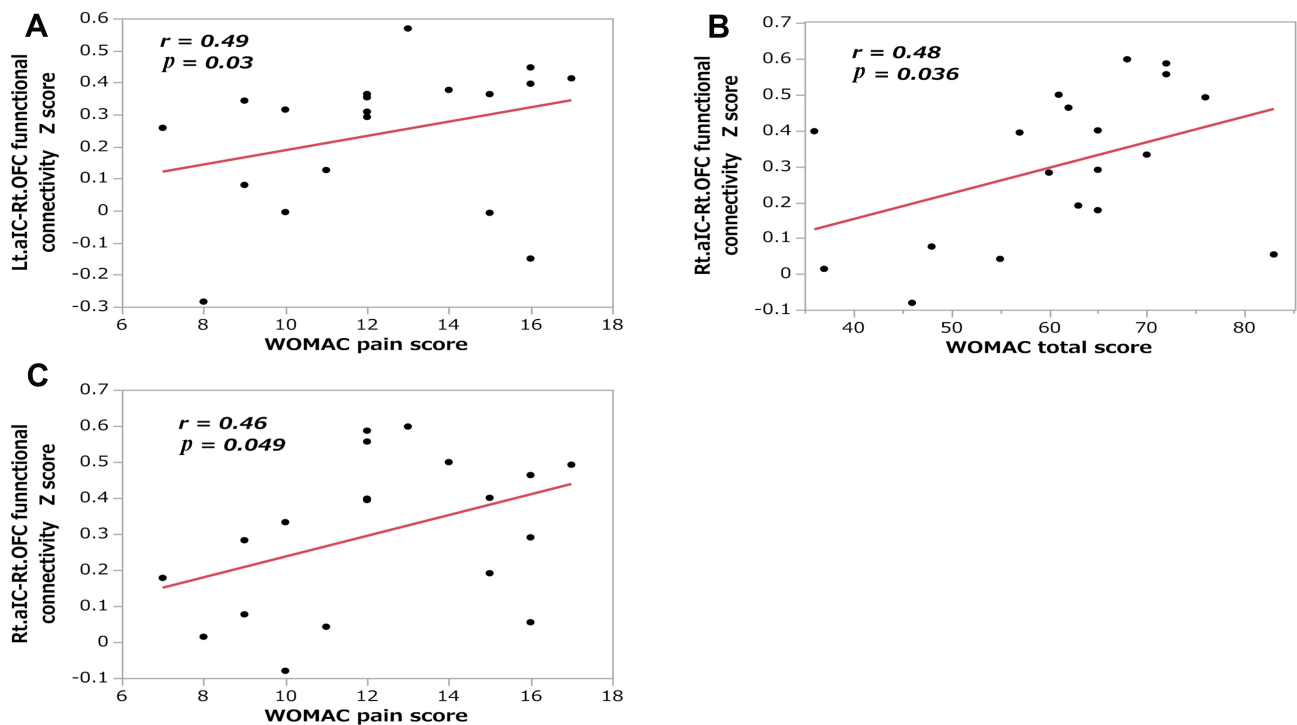 A
r = 0.49
p = 0.03
Lt.aIC-Rt.OFC funnctional
connectivity Z score
0.6
0.5
0.4
0.3
0.2
0.1
0
-0.1
-0.2
-0.3
6 8 10 12 14 16 18
WOMAC pain score
B
r = 0.48
p = 0.036
Rt.aIC-Rt.OFC funnctional
connectivity Z score
0.7
0.6
0.5
0.4
0.3
0.2
0.1
0
-0.1
40 50 60 70 80
WOMAC total score
C
r = 0.46
p = 0.049
Rt.aIC-Rt.OFC funnctional
connectivity Z score
0.7
0.6
0.5
0.4
0.3
0.2
0.1
0
-0.1
6 8 10 12 14 16 18
WOMAC pain score